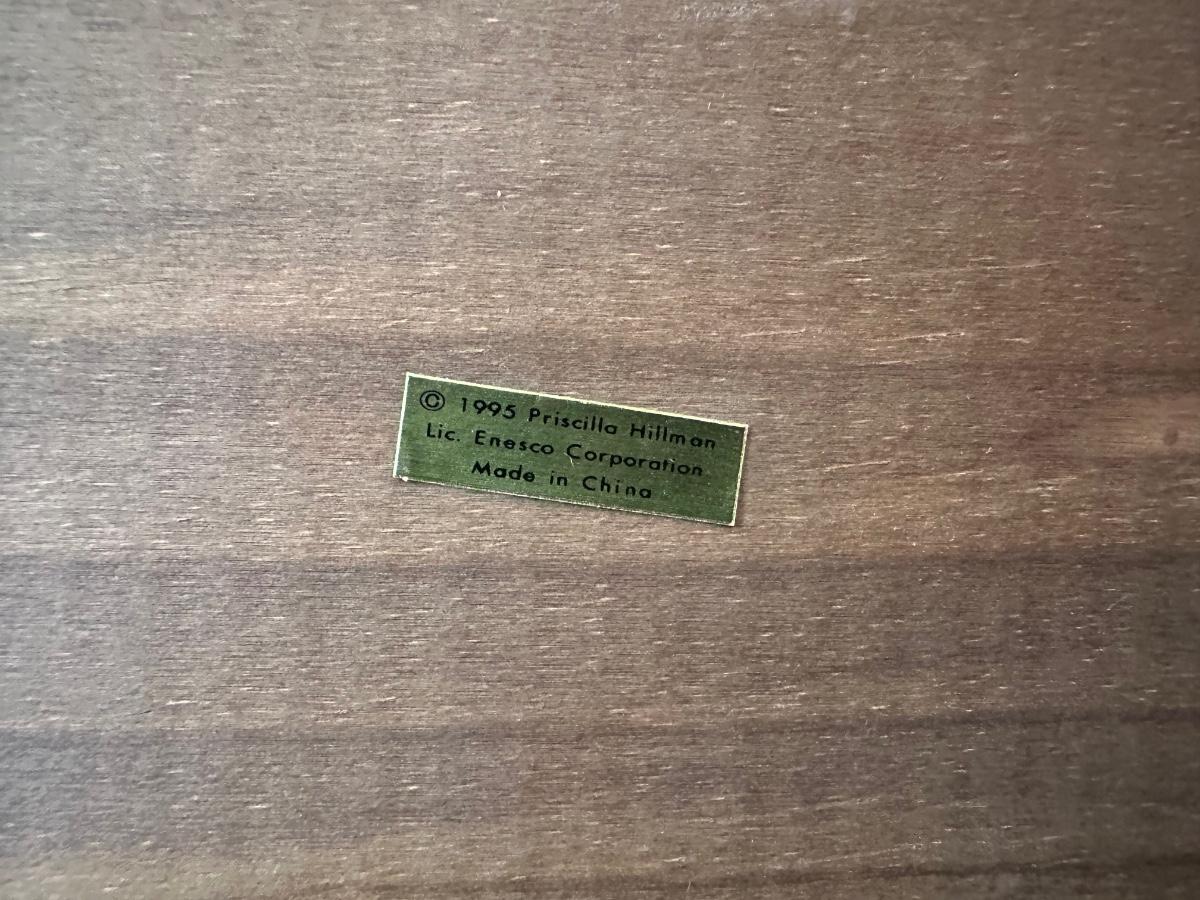 © 1995 Priscilla Hillman
Lic. Enesco Corporation
Made in China